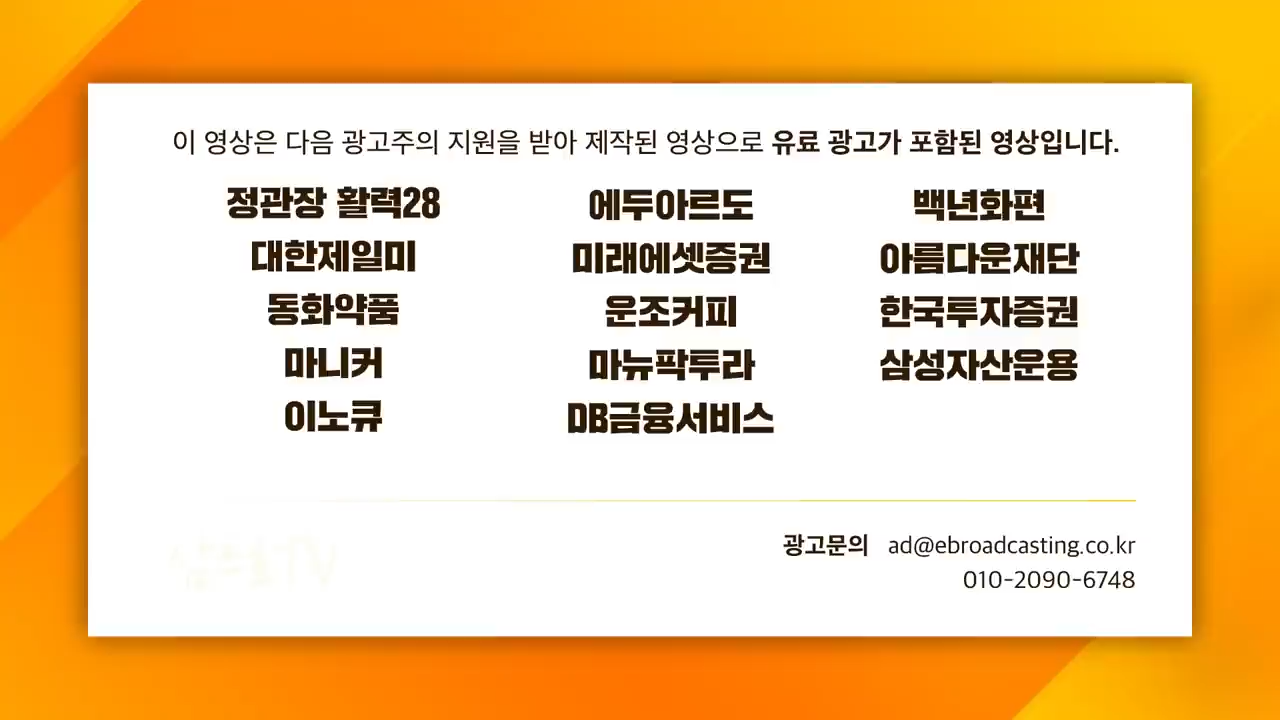 이 영상은 다음 광고주의 지원을 받아 제작된 영상으로 유료 광고가 포함된 영상입니다.
정관장 활력28 에두아르도 백년화편
대한제일미 미래에셋증권 아름다운재단
동화약품 운조커피 한국투자증권
마니커 마뉴팍투라 삼성자산운용
이노큐 DB금융서비스
광고문의 ad@ebroadcasting.co.kr
010-2090-6748